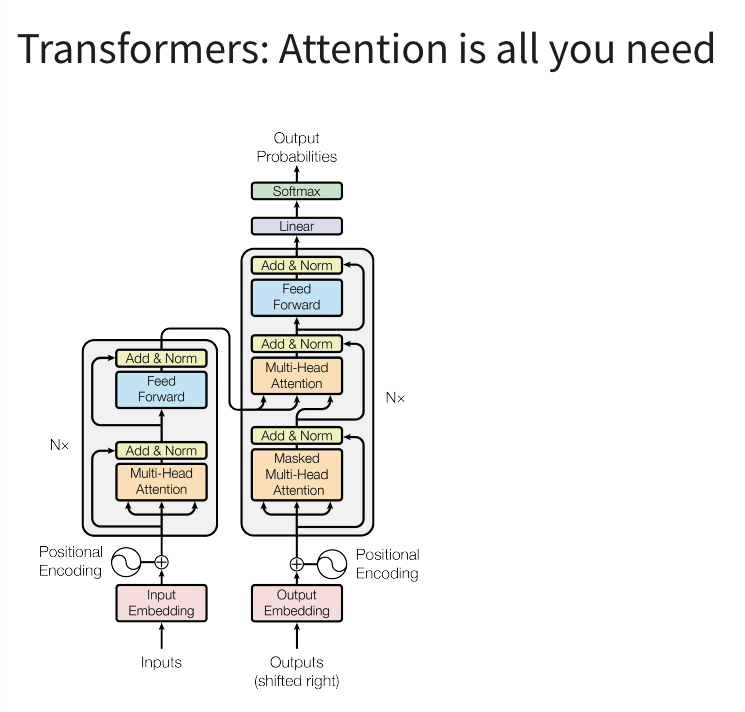 Transformers: Attention is all you need
Output
Probabilities
Softmax
Linear
Add & Norm
Feed
Forward
Add & Norm
Multi-Head
Attention
Nx
Add & Norm
Masked
Multi-Head
Attention
Add & Norm
Feed
Forward
Nx
Add & Norm
Multi-Head
Attention
Positional
Encoding
Positional
Encoding
Input
Embedding
Output
Embedding
Inputs
Outputs
(shifted right)